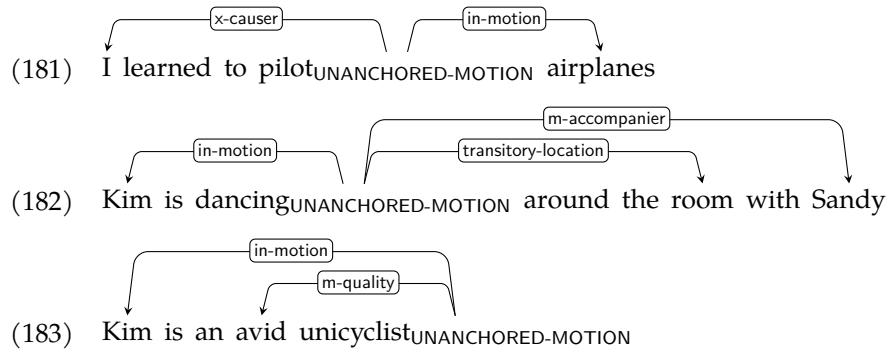 x-causer in-motion
(181) I learned to pilotUNANCHORED-MOTION airplanes
m-accompanier
in-motion transitory-location
(182) Kim is dancingUNANCHORED-MOTION around the room with Sandy
in-motion
m-quality
(183) Kim is an avid unicyclistUNANCHORED-MOTION